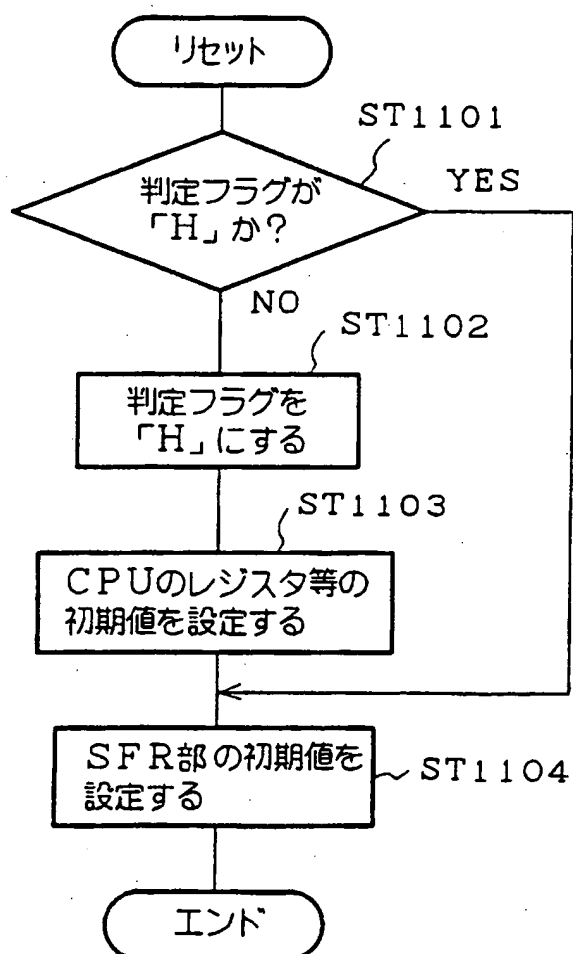 リセット
ST1101
判定フラグが
「H」か?
YES
NO
ST1102
判定フラグを
「H」にする
ST1103
CPUのレジスタ等の
初期値を設定する
SFR部の初期値を
設定する
ST1104
エンド